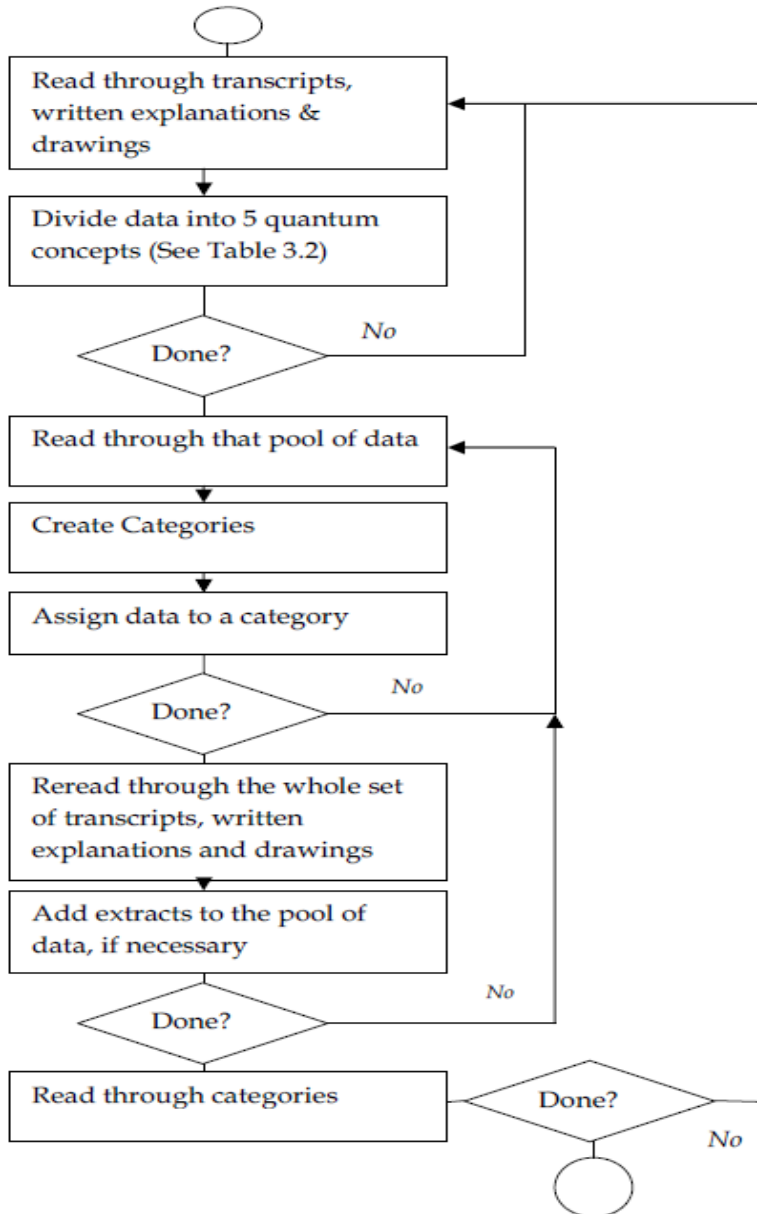 Read through transcripts,
written explanations &
drawings
Divide data into 5 quantum
concepts (See Table 3.2)
No
Done?
Read through that pool of data
Create Categories
Assign data to a category
No
Done?
Reread through the whole set
of transcripts, written
explanations and drawings
Add extracts to the pool of
data, if necessary
No
Done?
Read through categories
Done?
No